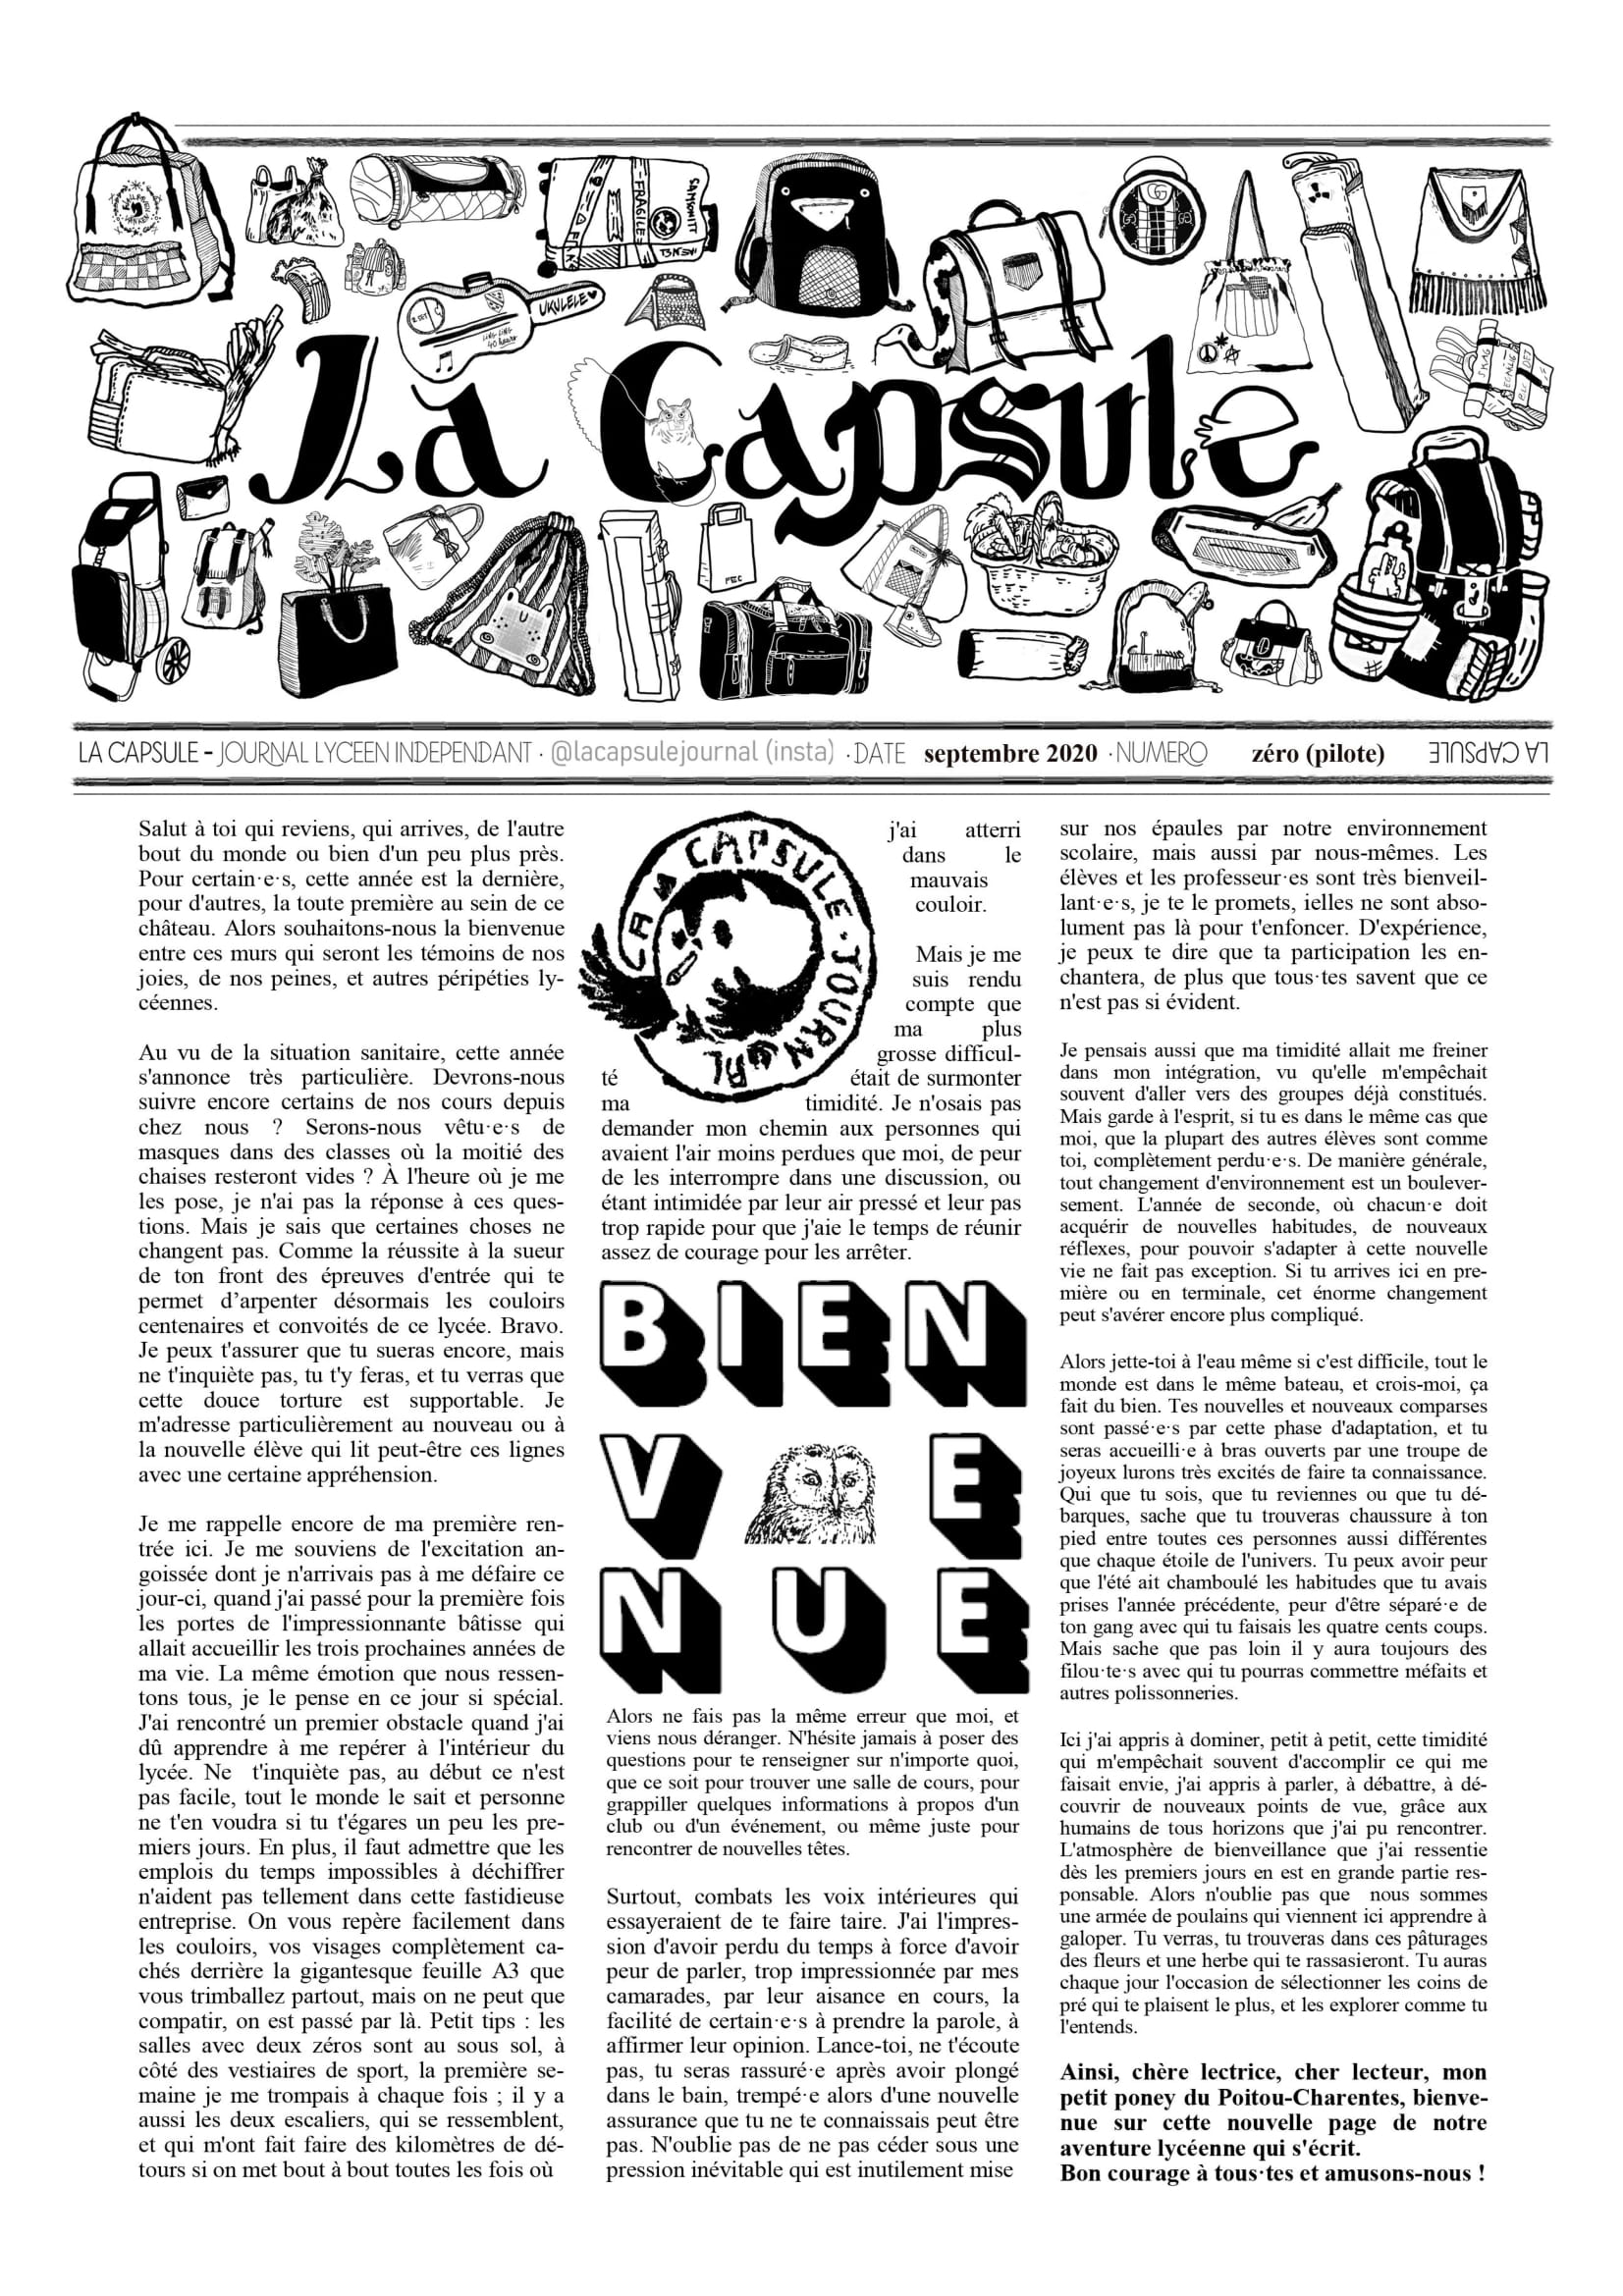 FRAGILES
SAMSONITT
UKULELE
LING LING
40 hours
G
La Capsule
FEC
LA CAPSULE - JOURNAL LYCEEN INDEPENDANT · @lacapsulejournal (insta) · DATE septembre 2020 · NUMERO zéro (pilote) LA CAPSULE
Salut à toi qui reviens, qui arrives, de l'autre
bout du monde ou bien d'un peu plus près.
Pour certain·e·s, cette année est la dernière,
pour d'autres, la toute première au sein de ce
château. Alors souhaitons-nous la bienvenue
entre ces murs qui seront les témoins de nos
joies, de nos peines, et autres péripéties ly-
céennes.
Au vu de la situation sanitaire, cette année
s'annonce très particulière. Devrons-nous
suivre encore certains de nos cours depuis
chez nous ? Serons-nous vêtu·e·s de
masques dans des classes où la moitié des
chaises resteront vides ? À l'heure où je me
les pose, je n'ai pas la réponse à ces ques-
tions. Mais je sais que certaines choses ne
changent pas. Comme la réussite à la sueur
de ton front des épreuves d'entrée qui te
permet d’arpenter désormais les couloirs
centenaires et convoités de ce lycée. Bravo.
Je peux t'assurer que tu sueras encore, mais
ne t'inquiète pas, tu t'y feras, et tu verras que
cette douce torture est supportable. Je
m'adresse particulièrement au nouveau ou à
la nouvelle élève qui lit peut-être ces lignes
avec une certaine appréhension.
Je me rappelle encore de ma première ren-
trée ici. Je me souviens de l'excitation an-
goissée dont je n'arrivais pas à me défaire ce
jour-ci, quand j'ai passé pour la première fois
les portes de l'impressionnante bâtisse qui
allait accueillir les trois prochaines années de
ma vie. La même émotion que nous ressen-
tons tous, je le pense en ce jour si spécial.
J'ai rencontré un premier obstacle quand j'ai
dû apprendre à me repérer à l'intérieur du
lycée. Ne t'inquiète pas, au début ce n'est
pas facile, tout le monde le sait et personne
ne t'en voudra si tu t'égares un peu les pre-
miers jours. En plus, il faut admettre que les
emplois du temps impossibles à déchiffrer
n'aident pas tellement dans cette fastidieuse
entreprise. On vous repère facilement dans
les couloirs, vos visages complètement ca-
chés derrière la gigantesque feuille A3 que
vous trimballez partout, mais on ne peut que
compatir, on est passé par là. Petit tips : les
salles avec deux zéros sont au sous sol, à
côté des vestiaires de sport, la première se-
maine je me trompais à chaque fois ; il y a
aussi les deux escaliers, qui se ressemblent,
et qui m'ont fait faire des kilomètres de dé-
tours si on met bout à bout toutes les fois où
LA CAPSULE · JOURNAL
j'ai atterri
dans le
mauvais
couloir.
Mais je me
suis rendu
compte que
ma plus
grosse difficul-
té était de surmonter
ma timidité. Je n'osais pas
demander mon chemin aux personnes qui
avaient l'air moins perdues que moi, de peur
de les interrompre dans une discussion, ou
étant intimidée par leur air pressé et leur pas
trop rapide pour que j'aie le temps de réunir
assez de courage pour les arrêter.
BIEN
V E
NUE
Alors ne fais pas la même erreur que moi, et
viens nous déranger. N'hésite jamais à poser des
questions pour te renseigner sur n'importe quoi,
que ce soit pour trouver une salle de cours, pour
grappiller quelques informations à propos d'un
club ou d'un événement, ou même juste pour
rencontrer de nouvelles têtes.
Surtout, combats les voix intérieures qui
essayeraient de te faire taire. J'ai l'impres-
sion d'avoir perdu du temps à force d'avoir
peur de parler, trop impressionnée par mes
camarades, par leur aisance en cours, la
facilité de certain·e·s à prendre la parole, à
affirmer leur opinion. Lance-toi, ne t'écoute
pas, tu seras rassuré·e après avoir plongé
dans le bain, trempé·e alors d'une nouvelle
assurance que tu ne te connaissais peut être
pas. N'oublie pas de ne pas céder sous une
pression inévitable qui est inutilement mise
sur nos épaules par notre environnement
scolaire, mais aussi par nous-mêmes. Les
élèves et les professeur·es sont très bienveil-
lant·e·s, je te le promets, ielles ne sont abso-
lument pas là pour t'enfoncer. D'expérience,
je peux te dire que ta participation les en-
chantera, de plus que tous·tes savent que ce
n'est pas si évident.
Je pensais aussi que ma timidité allait me freiner
dans mon intégration, vu qu'elle m'empêchait
souvent d'aller vers des groupes déjà constitués.
Mais garde à l'esprit, si tu es dans le même cas que
moi, que la plupart des autres élèves sont comme
toi, complètement perdu·e·s. De manière générale,
tout changement d'environnement est un boulever-
sement. L'année de seconde, où chacun·e doit
acquérir de nouvelles habitudes, de nouveaux
réflexes, pour pouvoir s'adapter à cette nouvelle
vie ne fait pas exception. Si tu arrives ici en pre-
mière ou en terminale, cet énorme changement
peut s'avérer encore plus compliqué.
Alors jette-toi à l'eau même si c'est difficile, tout le
monde est dans le même bateau, et crois-moi, ça
fait du bien. Tes nouvelles et nouveaux comparses
sont passé·e·s par cette phase d'adaptation, et tu
seras accueilli·e à bras ouverts par une troupe de
joyeux lurons très excités de faire ta connaissance.
Qui que tu sois, que tu reviennes ou que tu dé-
barques, sache que tu trouveras chaussure à ton
pied entre toutes ces personnes aussi différentes
que chaque étoile de l'univers. Tu peux avoir peur
que l'été ait chamboulé les habitudes que tu avais
prises l'année précédente, peur d'être séparé·e de
ton gang avec qui tu faisais les quatre cents coups.
Mais sache que pas loin il y aura toujours des
filou·te·s avec qui tu pourras commettre méfaits et
autres polissonneries.
Ici j'ai appris à dominer, petit à petit, cette timidité
qui m'empêchait souvent d'accomplir ce qui me
faisait envie, j'ai appris à parler, à débattre, à dé-
couvrir de nouveaux points de vue, grâce aux
humains de tous horizons que j'ai pu rencontrer.
L'atmosphère de bienveillance que j'ai ressentie
dès les premiers jours en est en grande partie res-
ponsable. Alors n'oublie pas que nous sommes
une armée de poulains qui viennent ici apprendre à
galoper. Tu verras, tu trouveras dans ces pâturages
des fleurs et une herbe qui te rassasieront. Tu auras
chaque jour l'occasion de sélectionner les coins de
pré qui te plaisent le plus, et les explorer comme tu
l'entends.
Ainsi, chère lectrice, cher lecteur, mon
petit poney du Poitou-Charentes, bienve-
nue sur cette nouvelle page de notre
aventure lycéenne qui s'écrit.
Bon courage à tous·tes et amusons-nous !